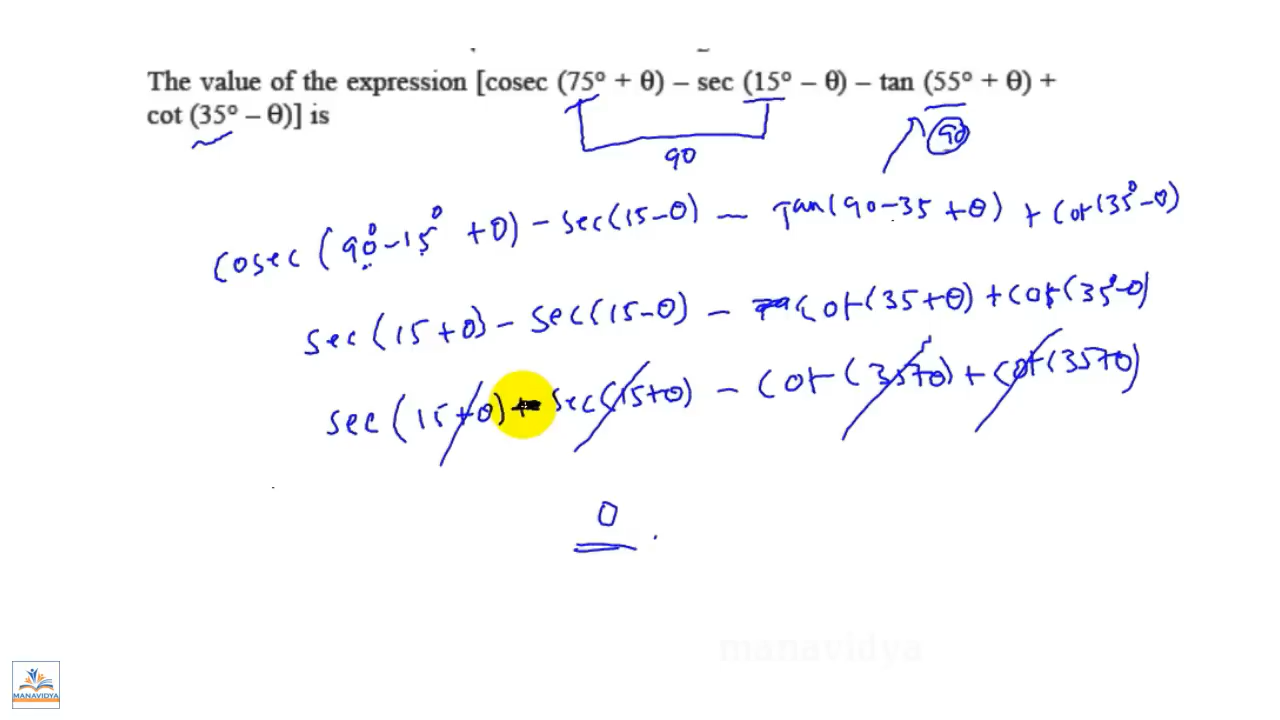 The value of the expression [cosec (75° + θ) – sec (15° – θ) – tan (55° + θ) +
cot (35° – θ)] is
90
90
cosec (90° – 15° + θ) – sec(15 – θ) – Tan(90 – 35 + θ) + cot(35° – θ)
sec(15 + θ) – sec(15 – θ) – cot(35 + θ) + cot(35° – θ)
sec(15 + θ) – sec(15 + θ) – cot(35 + θ) + cot(35 + θ)
0
manavidya
MANAVIDYA